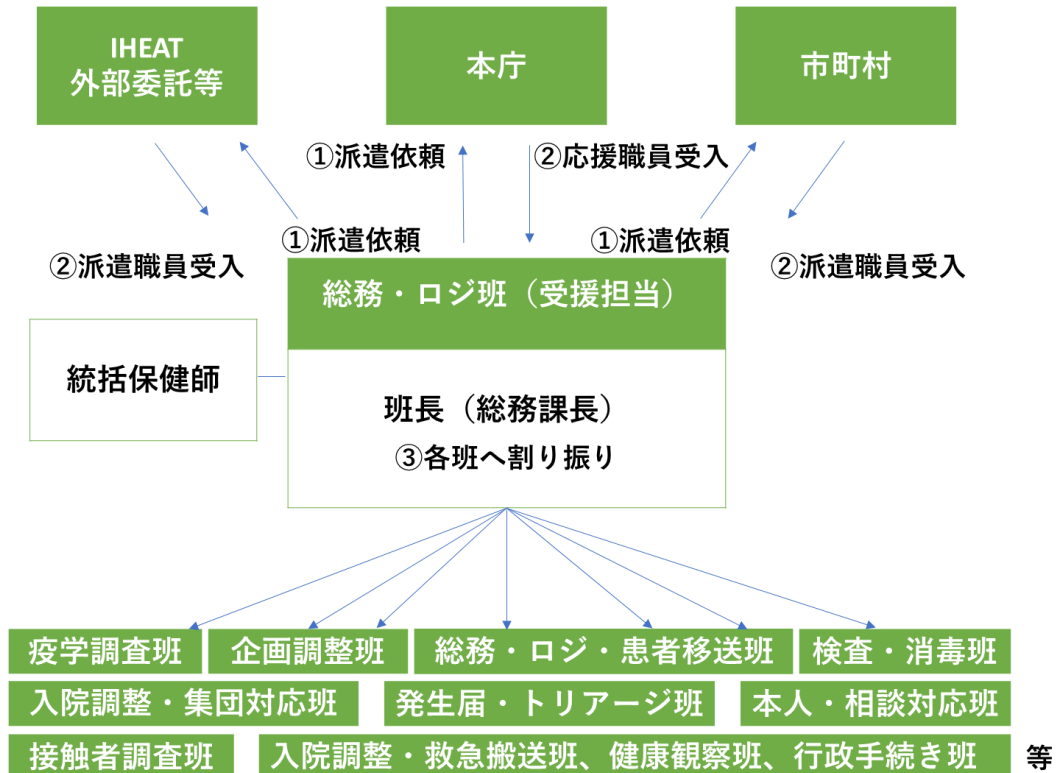 IHEAT
外部委託等
本庁
市町村
①派遣依頼
②応援職員受入
①派遣依頼
①派遣依頼
②派遣職員受入
②派遣職員受入
総務・ロジ班（受援担当）
統括保健師
班長（総務課長）
③各班へ割り振り
疫学調査班
企画調整班
総務・ロジ・患者移送班
検査・消毒班
入院調整・集団対応班
発生届・トリアージ班
本人・相談対応班
接触者調査班
入院調整・救急搬送班、健康観察班、行政手続き班
等